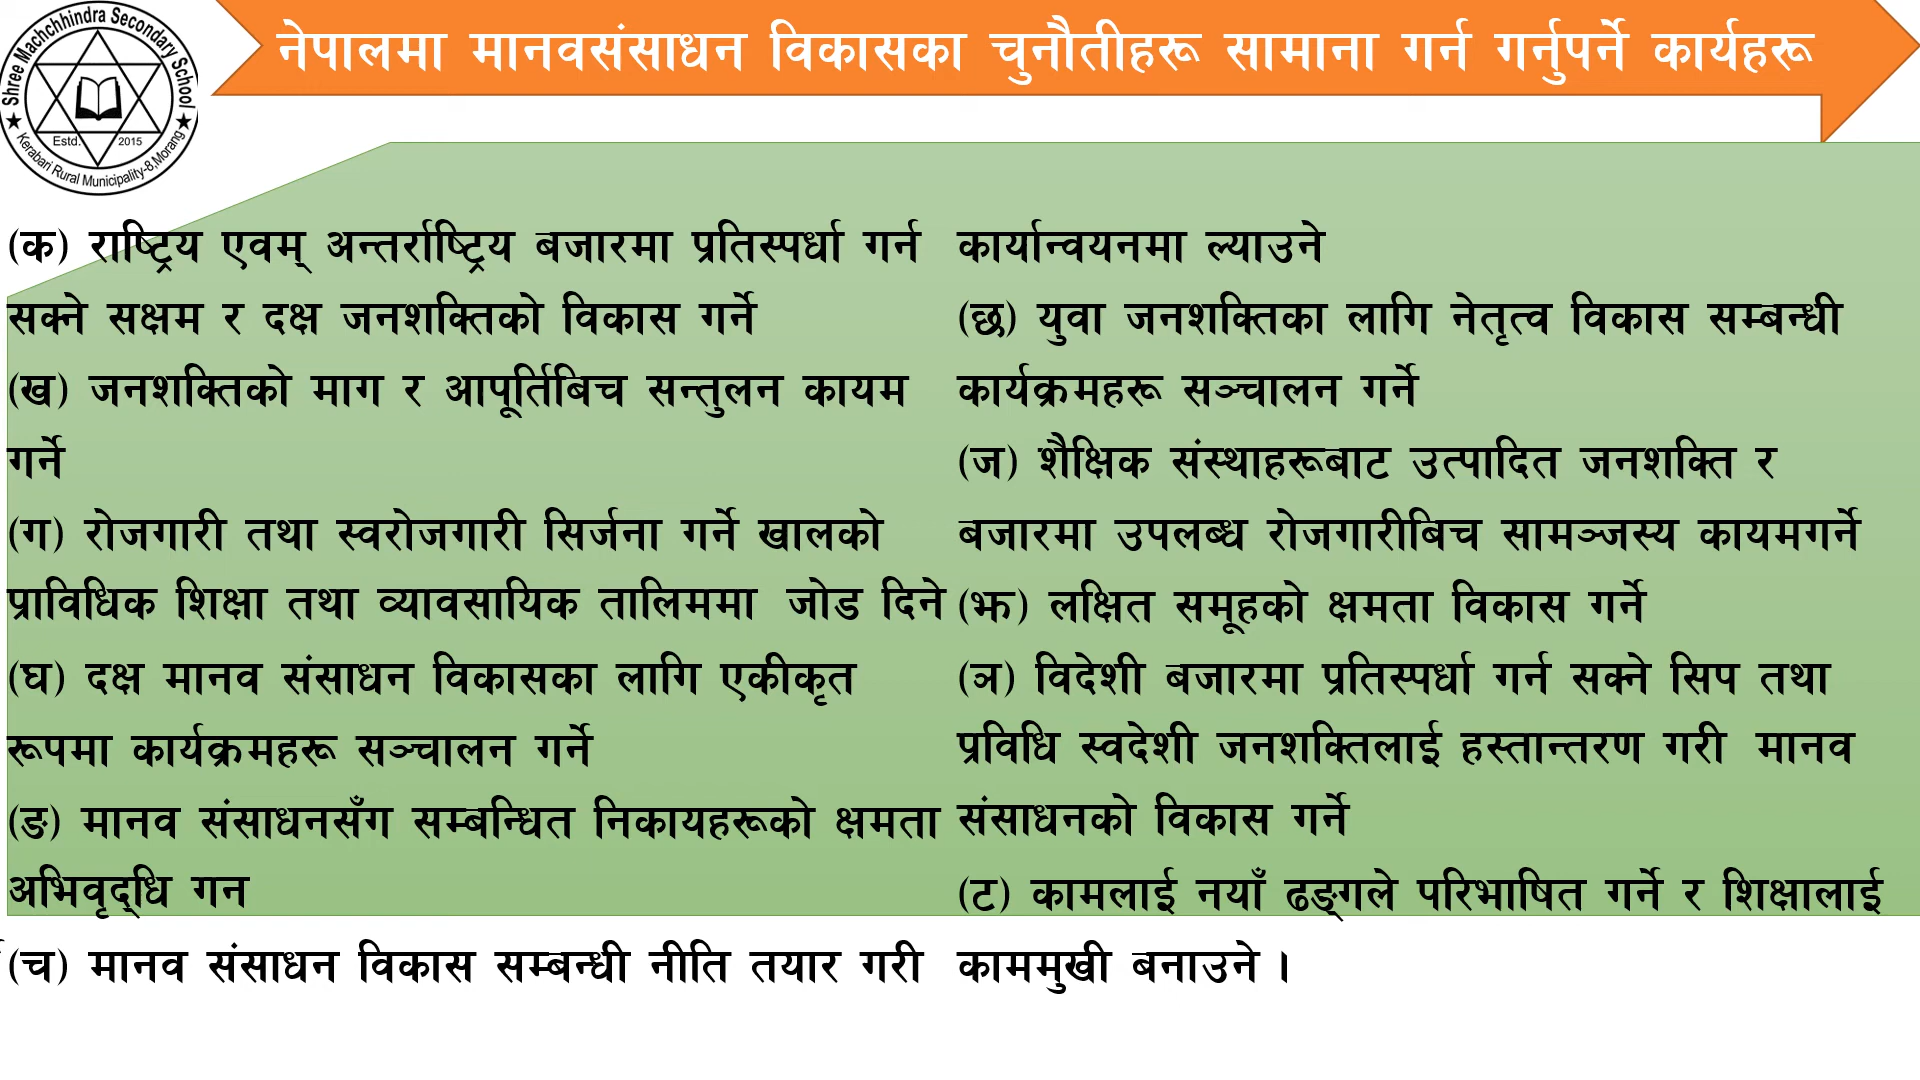 Shree Machchhindra Secondary School
Estd. 2015
Kerabari Rural Municipality-8,Morang
नेपालमा मानवसंसाधन विकासका चुनौतीहरू सामाना गर्न गर्नुपर्ने कार्यहरू
(क) राष्ट्रिय एवम् अन्तर्राष्ट्रिय बजारमा प्रतिस्पर्धा गर्न
सक्ने सक्षम र दक्ष जनशक्तिको विकास गर्ने
(ख) जनशक्तिको माग र आपूर्तिबिच सन्तुलन कायम
गर्ने
(ग) रोजगारी तथा स्वरोजगारी सिर्जना गर्ने खालको
प्राविधिक शिक्षा तथा व्यावसायिक तालिममा जोड दिने
(घ) दक्ष मानव संसाधन विकासका लागि एकीकृत
रूपमा कार्यक्रमहरू सञ्चालन गर्ने
(ङ) मानव संसाधनसँग सम्बन्धित निकायहरूको क्षमता
अभिवृद्‌धि गन
(च) मानव संसाधन विकास सम्बन्धी नीति तयार गरी
कार्यान्वयनमा ल्याउने
(छ) युवा जनशक्तिका लागि नेतृत्व विकास सम्बन्धी
कार्यक्रमहरू सञ्चालन गर्ने
(ज) शैक्षिक संस्थाहरूबाट उत्पादित जनशक्ति र
बजारमा उपलब्ध रोजगारीबिच सामञ्जस्य कायमगर्ने
(झ) लक्षित समूहको क्षमता विकास गर्ने
(ञ) विदेशी बजारमा प्रतिस्पर्धा गर्न सक्ने सिप तथा
प्रविधि स्वदेशी जनशक्तिलाई हस्तान्तरण गरी मानव
संसाधनको विकास गर्ने
(ट) कामलाई नयाँ ढङ्गले परिभाषित गर्ने र शिक्षालाई
काममुखी बनाउने ।